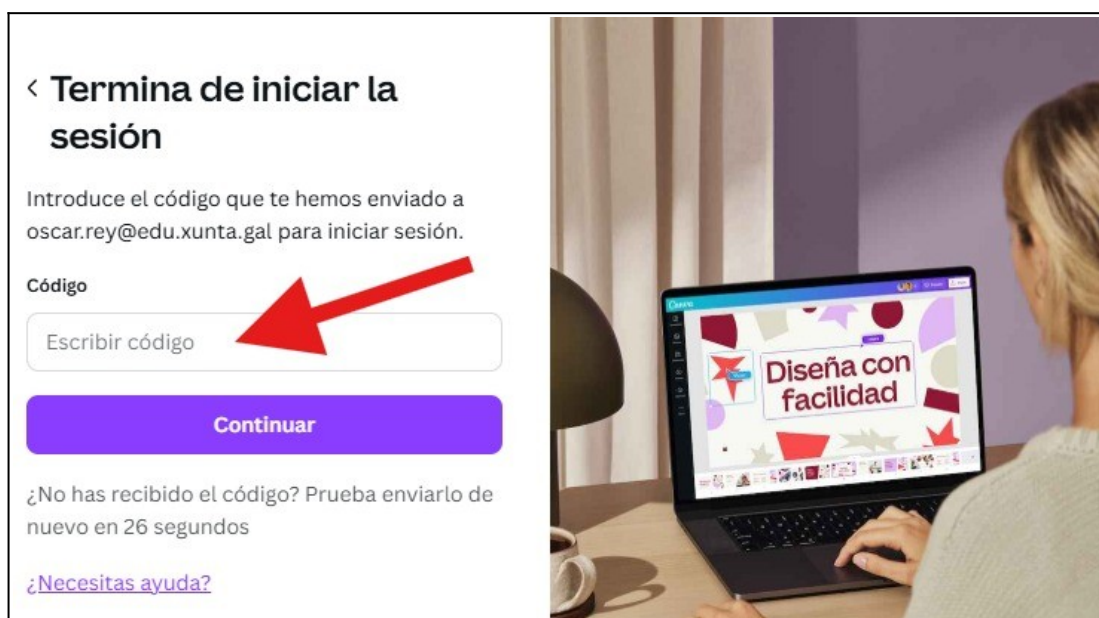 Termina de iniciar la
sesión
Introduce el código que te hemos enviado a
oscar.rey@edu.xunta.gal para iniciar sesión.
Código
Escribir código
Continuar
¿No has recibido el código? Prueba enviarlo de
nuevo en 26 segundos
¿Necesitas ayuda?
Canva
Diseña con
facilidad